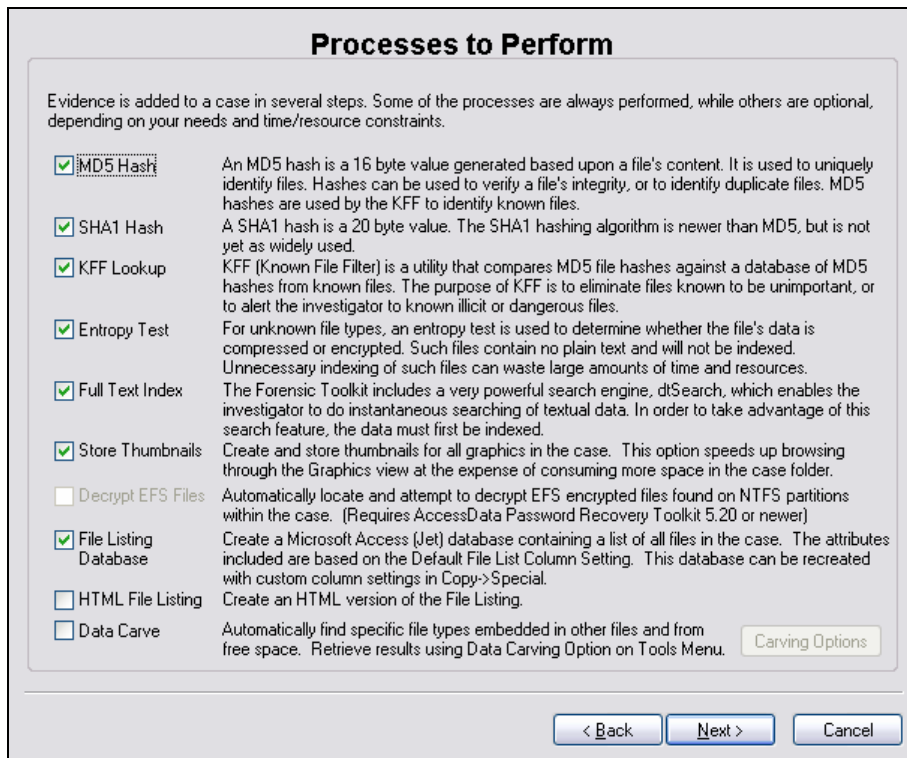 Processes to Perform
Evidence is added to a case in several steps. Some of the processes are always performed, while others are optional,
depending on your needs and time/resource constraints.
MD5 Hash
An MD5 hash is a 16 byte value generated based upon a file's content. It is used to uniquely
identify files. Hashes can be used to verify a file's integrity, or to identify duplicate files. MD5
hashes are used by the KFF to identify known files.
SHA1 Hash
A SHA1 hash is a 20 byte value. The SHA1 hashing algorithm is newer than MD5, but is not
yet as widely used.
KFF Lookup
KFF (Known File Filter) is a utility that compares MD5 file hashes against a database of MD5
hashes from known files. The purpose of KFF is to eliminate files known to be unimportant, or
to alert the investigator to known illicit or dangerous files.
Entropy Test
For unknown file types, an entropy test is used to determine whether the file's data is
compressed or encrypted. Such files contain no plain text and will not be indexed.
Unnecessary indexing of such files can waste large amounts of time and resources.
Full Text Index
The Forensic Toolkit includes a very powerful search engine, dtSearch, which enables the
investigator to do instantaneous searching of textual data. In order to take advantage of this
search feature, the data must first be indexed.
Store Thumbnails
Create and store thumbnails for all graphics in the case. This option speeds up browsing
through the Graphics view at the expense of consuming more space in the case folder.
Decrypt EFS Files
Automatically locate and attempt to decrypt EFS encrypted files found on NTFS partitions
within the case. (Requires AccessData Password Recovery Toolkit 5.20 or newer)
File Listing
Database
Create a Microsoft Access (Jet) database containing a list of all files in the case. The attributes
included are based on the Default File List Column Setting. This database can be recreated
with custom column settings in Copy->Special.
HTML File Listing
Create an HTML version of the File Listing.
Data Carve
Automatically find specific file types embedded in other files and from
free space. Retrieve results using Data Carving Option on Tools Menu.
Carving Options
< Back
Next >
Cancel